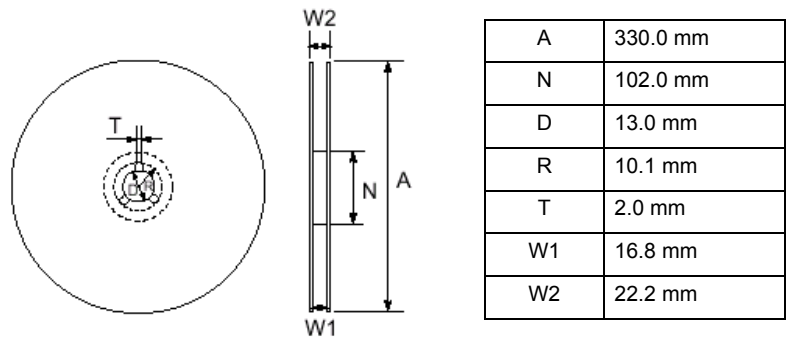 W2
T
D
R
N
A
W1
A 330.0 mm
N 102.0 mm
D 13.0 mm
R 10.1 mm
T 2.0 mm
W1 16.8 mm
W2 22.2 mm